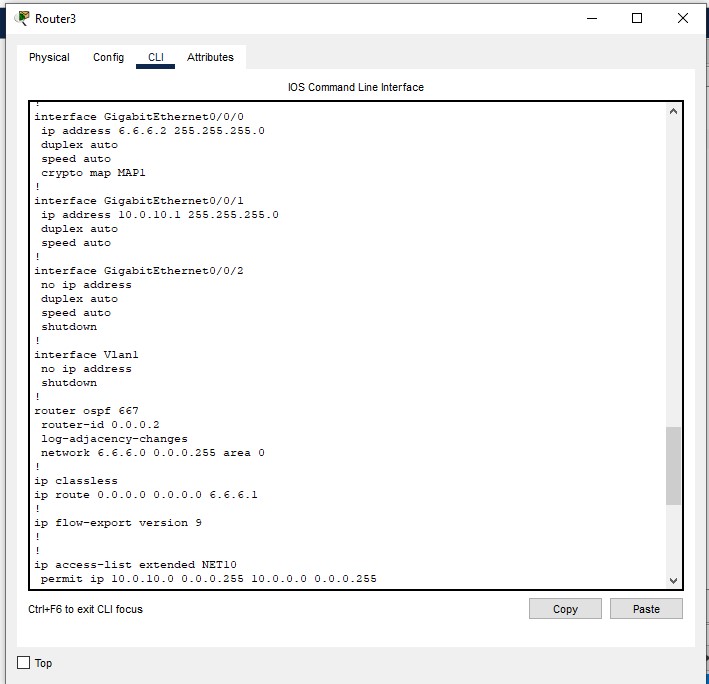 Router3
Physical Config CLI Attributes
IOS Command Line Interface
!
interface GigabitEthernet0/0/0
ip address 6.6.6.2 255.255.255.0
duplex auto
speed auto
crypto map MAP1
!
interface GigabitEthernet0/0/1
ip address 10.0.10.1 255.255.255.0
duplex auto
speed auto
!
interface GigabitEthernet0/0/2
no ip address
duplex auto
speed auto
shutdown
!
interface Vlan1
no ip address
shutdown
!
router ospf 667
router-id 0.0.0.2
log-adjacency-changes
network 6.6.6.0 0.0.0.255 area 0
!
ip classless
ip route 0.0.0.0 0.0.0.0 6.6.6.1
!
ip flow-export version 9
!
!
ip access-list extended NET10
permit ip 10.0.10.0 0.0.0.255 10.0.0.0 0.0.0.255
Ctrl+F6 to exit CLI focus
Copy Paste
Top